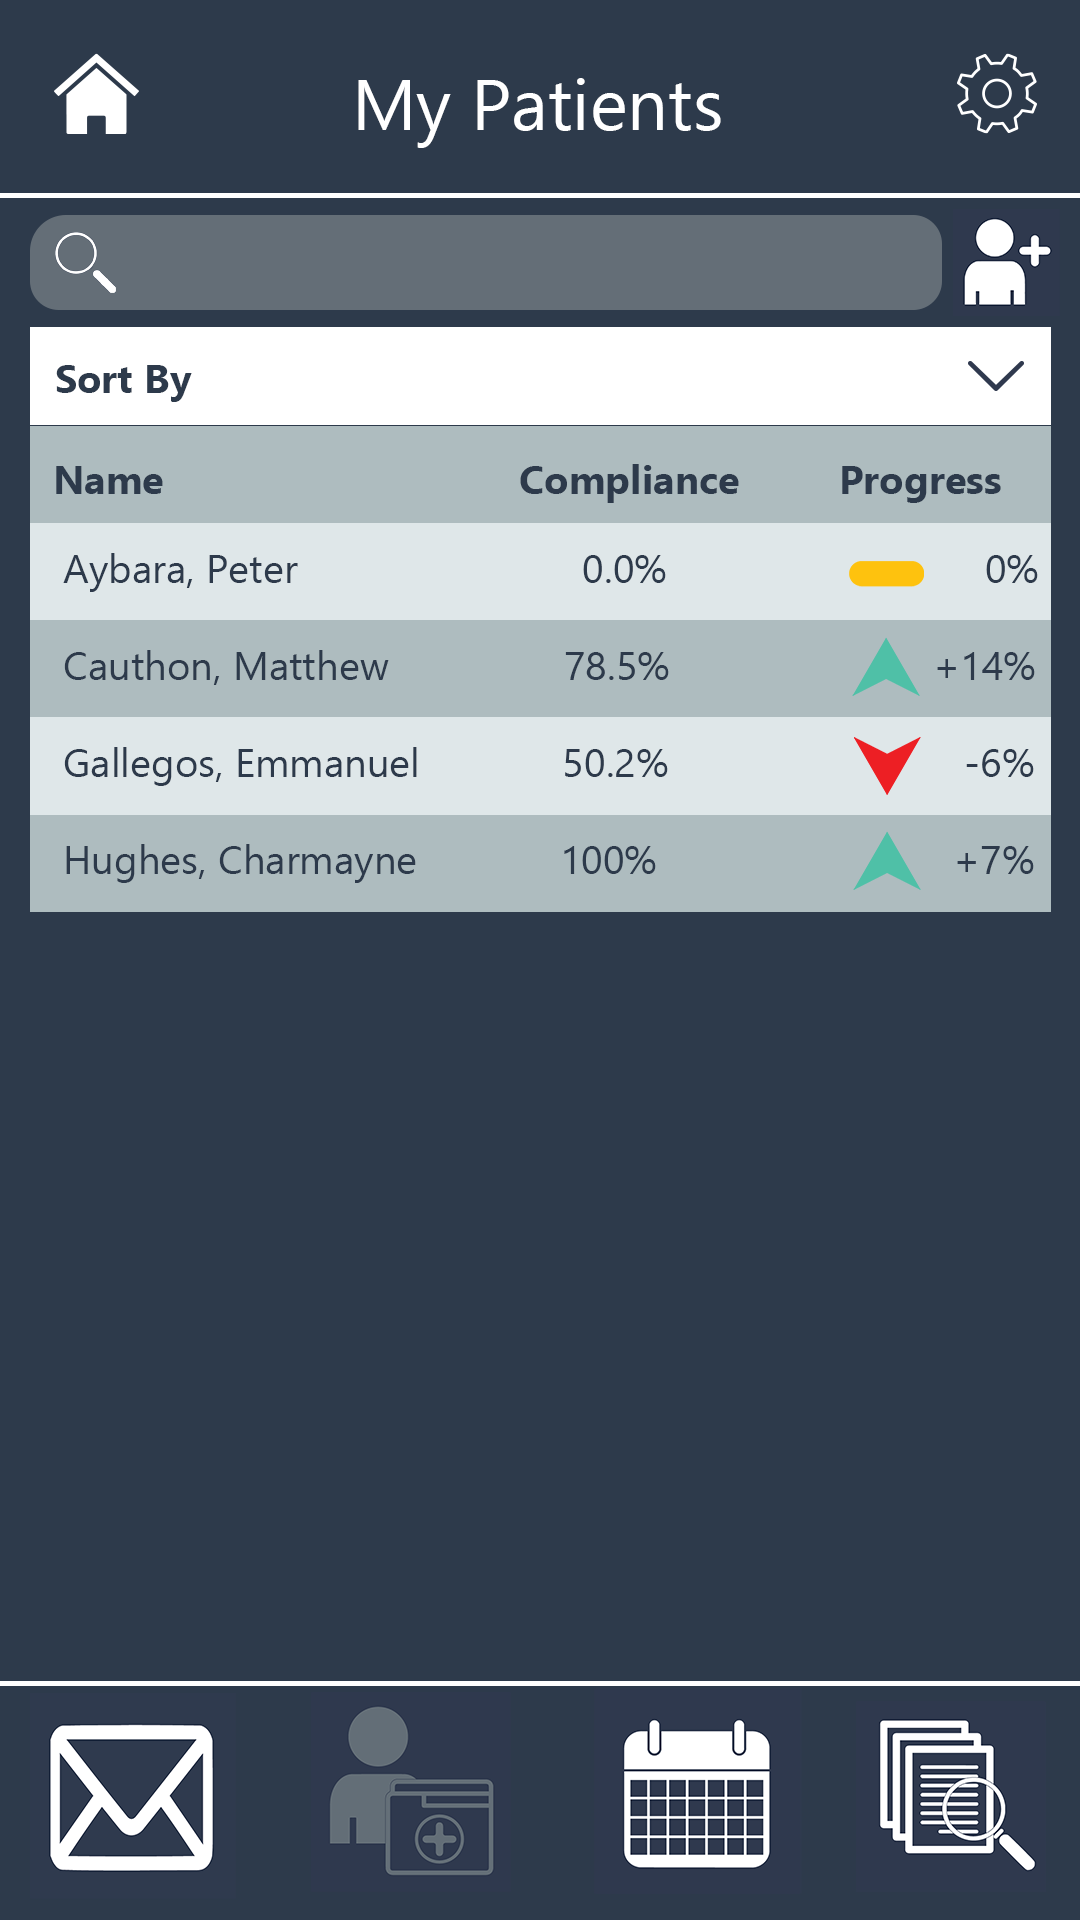 My Patients
Sort By
Name Compliance Progress
Aybara, Peter 0.0% 0%
Cauthon, Matthew 78.5% +14%
Gallegos, Emmanuel 50.2% -6%
Hughes, Charmayne 100% +7%